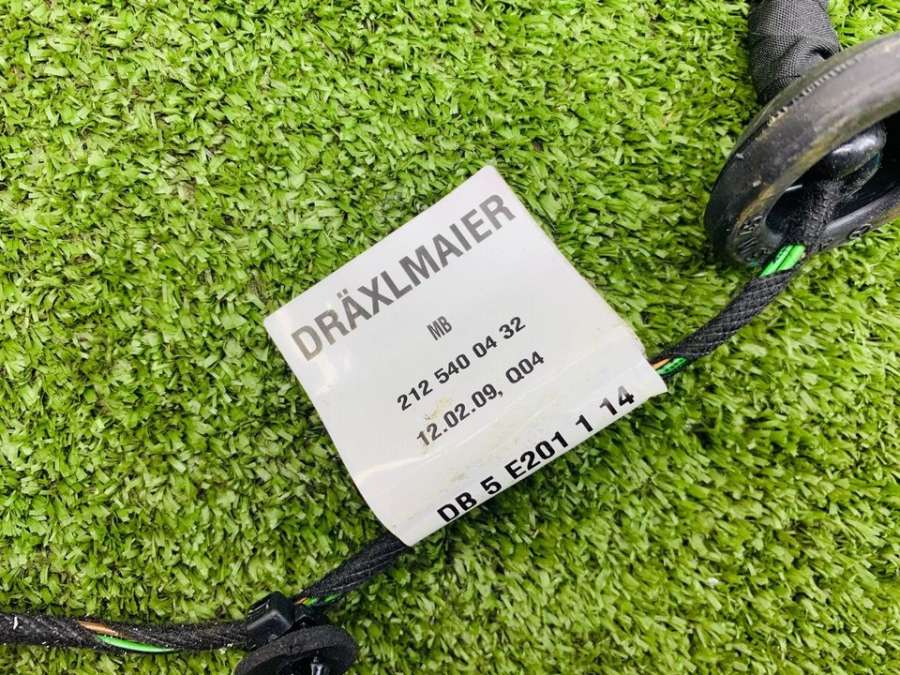 DRÄXLMAIER
MB
212 540 04 32
12.02.09, Q04
DB 5 E201 1 14